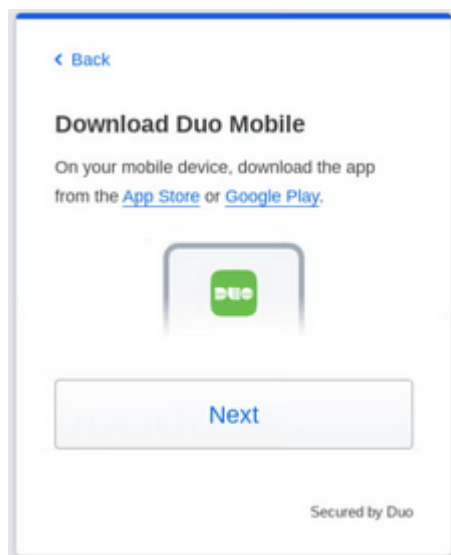 Back
Download Duo Mobile
On your mobile device, download the app
from the App Store or Google Play.
DUO
Next
Secured by Duo